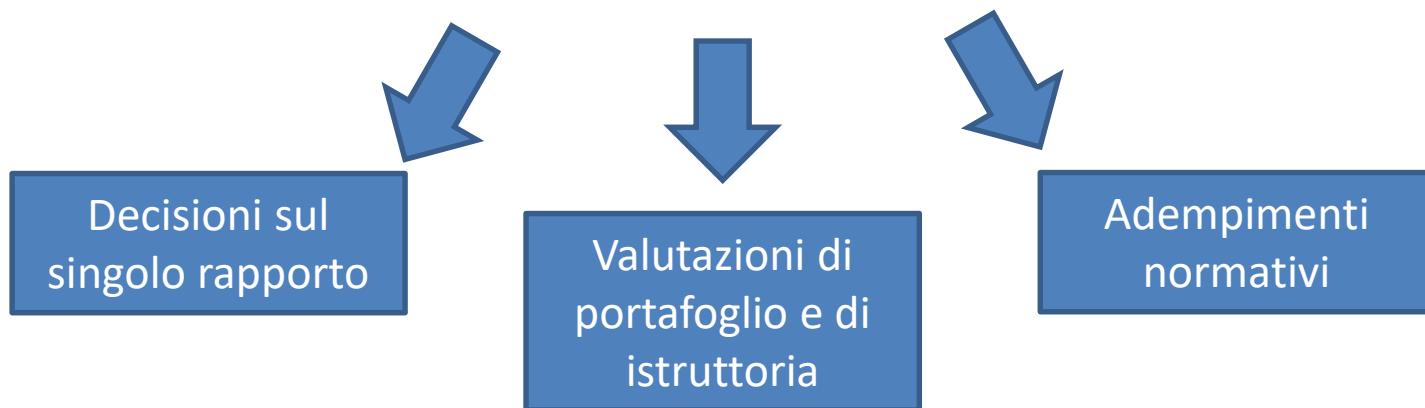 Decisioni sul
singolo rapporto
Valutazioni di
portafoglio e di
istruttoria
Adempimenti
normativi